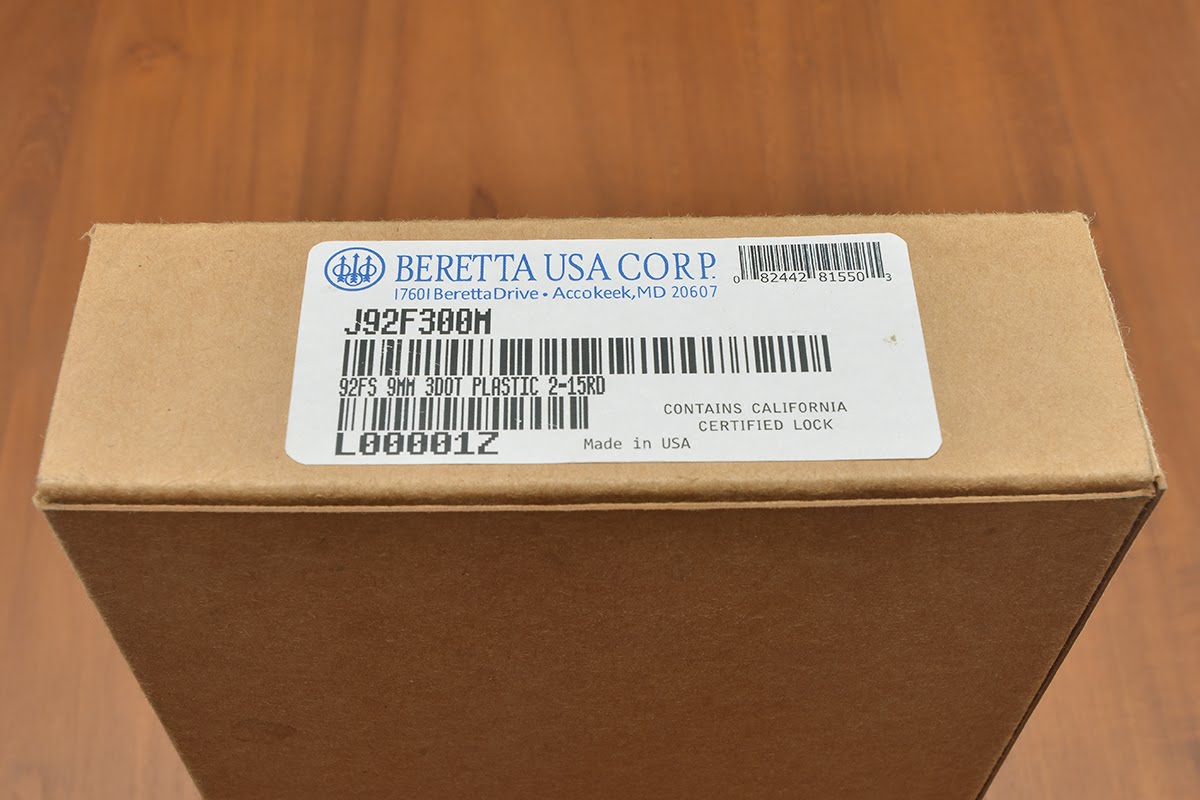 BERETTA USA CORP.
17601 Beretta Drive • Accokeek, MD 20607
0 82442 81550 3
J92F300M
92FS 9MM 3DOT PLASTIC 2-15RD
CONTAINS CALIFORNIA
CERTIFIED LOCK
L00001Z
Made in USA